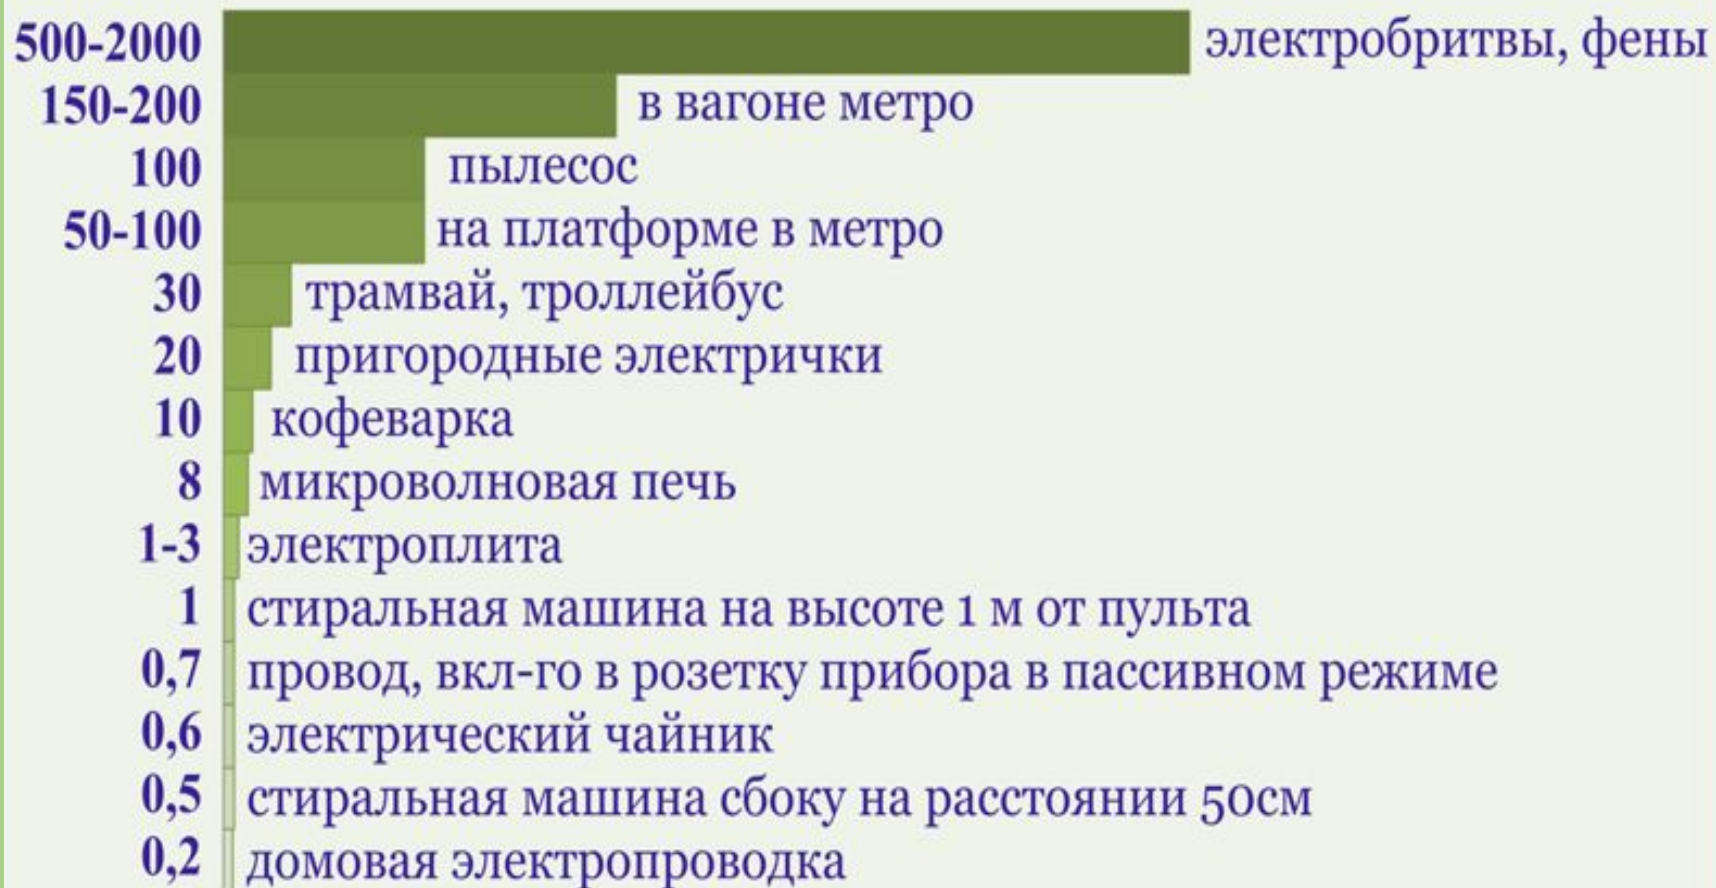 500-2000 электробритвы, фены
150-200 в вагоне метро
100 пылесос
50-100 на платформе в метро
30 трамвай, троллейбус
20 пригородные электрички
10 кофеварка
8 микроволновая печь
1-3 электроплита
1 стиральная машина на высоте 1 м от пульта
0,7 провод, вкл-го в розетку прибора в пассивном режиме
0,6 электрический чайник
0,5 стиральная машина сбоку на расстоянии 50см
0,2 домовая электропроводка